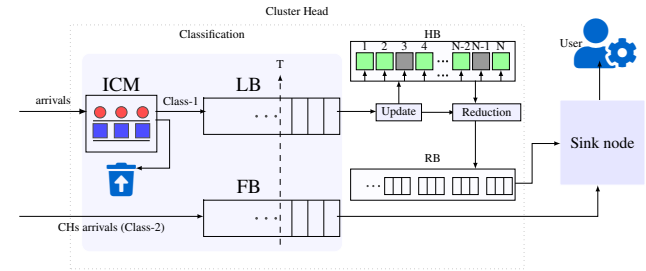 Cluster Head
Classification
HB
User
1 2 3 4 N-2 N-1 N
...
...
T
ICM
Class-1
LB
arrivals
...
Update
Reduction
Sink node
RB
...
FB
...
CHs arrivals (Class-2)